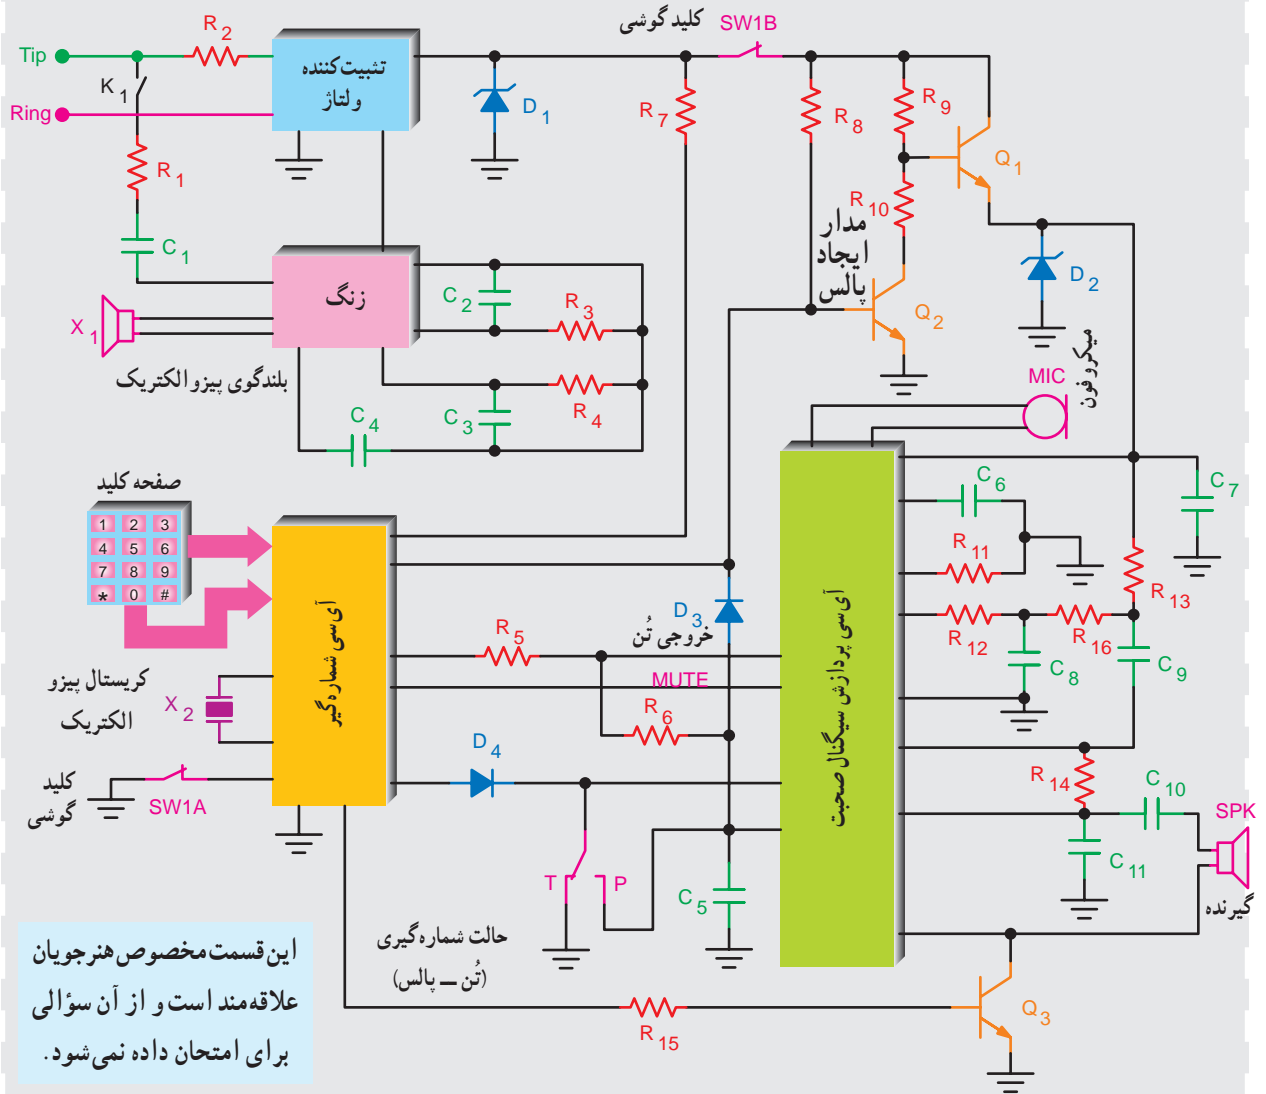 کلید گوشی
SW1B
R2
Tip
K1
Ring
تثبیت‌کننده
ولتاژ
D1
R7
R8
R9
Q1
R1
R10
مدار
ایجاد
پالس
C1
D2
زنگ
C2
R3
Q2
X1
بلندگوی پیزو الکتریک
میکروفون
MIC
C3
R4
C4
صفحه کلید
1 2 3
4 5 6
7 8 9
* 0 #
C6
C7
R11
آی‌سی شماره‌گیر
آی‌سی پردازش سیگنال صحبت
D3
خروجی تُن
R5
R13
R12
R16
C8
C9
MUTE
R6
کریستال پیزو
الکتریک
X2
D4
کلید
گوشی
SW1A
R14
C10
SPK
گیرنده
C11
T
P
C5
حالت شماره‌گیری
(تُن – پالس)
R15
Q3
این قسمت مخصوص هنرجویان
علاقه‌مند است و از آن سؤالی
برای امتحان داده نمی‌شود.